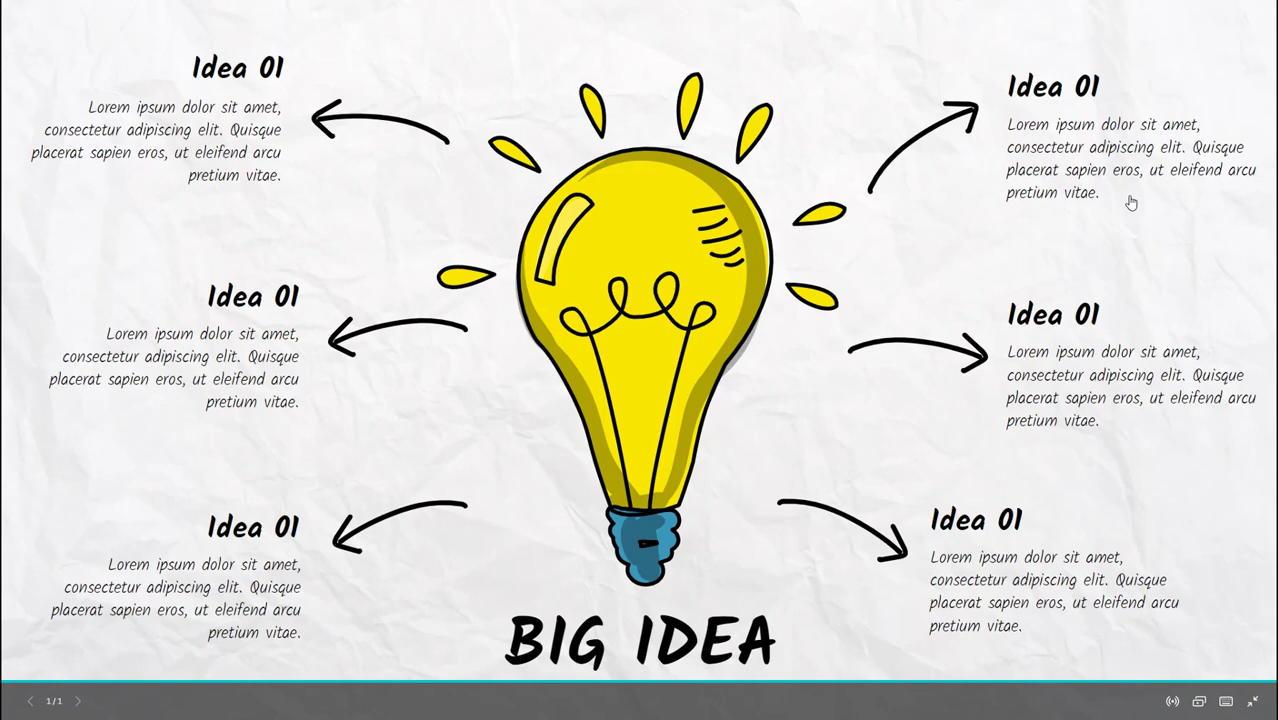 Idea 01
Lorem ipsum dolor sit amet,
consectetur adipiscing elit. Quisque
placerat sapien eros, ut eleifend arcu
pretium vitae.
Idea 01
Lorem ipsum dolor sit amet,
consectetur adipiscing elit. Quisque
placerat sapien eros, ut eleifend arcu
pretium vitae.
Idea 01
Lorem ipsum dolor sit amet,
consectetur adipiscing elit. Quisque
placerat sapien eros, ut eleifend arcu
pretium vitae.
Idea 01
Lorem ipsum dolor sit amet,
consectetur adipiscing elit. Quisque
placerat sapien eros, ut eleifend arcu
pretium vitae.
Idea 01
Lorem ipsum dolor sit amet,
consectetur adipiscing elit. Quisque
placerat sapien eros, ut eleifend arcu
pretium vitae.
Idea 01
Lorem ipsum dolor sit amet,
consectetur adipiscing elit. Quisque
placerat sapien eros, ut eleifend arcu
pretium vitae.
BIG IDEA
1/1